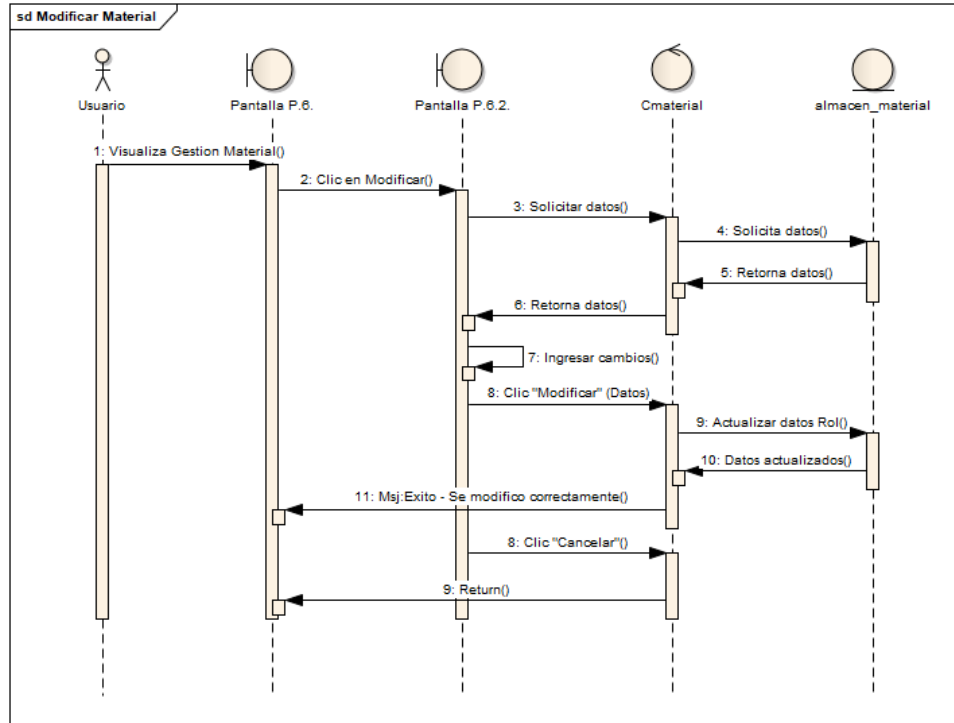 sd Modificar Material
Usuario
Pantalla P.6.
Pantalla P.6.2.
Cmaterial
almacen_material
1: Visualiza Gestion Material()
2: Clic en Modificar()
3: Solicitar datos()
4: Solicita datos()
5: Retorna datos()
6: Retorna datos()
7: Ingresar cambios()
8: Clic "Modificar" (Datos)
9: Actualizar datos Rol()
10: Datos actualizados()
11: Msj:Exito - Se modifico correctamente()
8: Clic "Cancelar"()
9: Return()